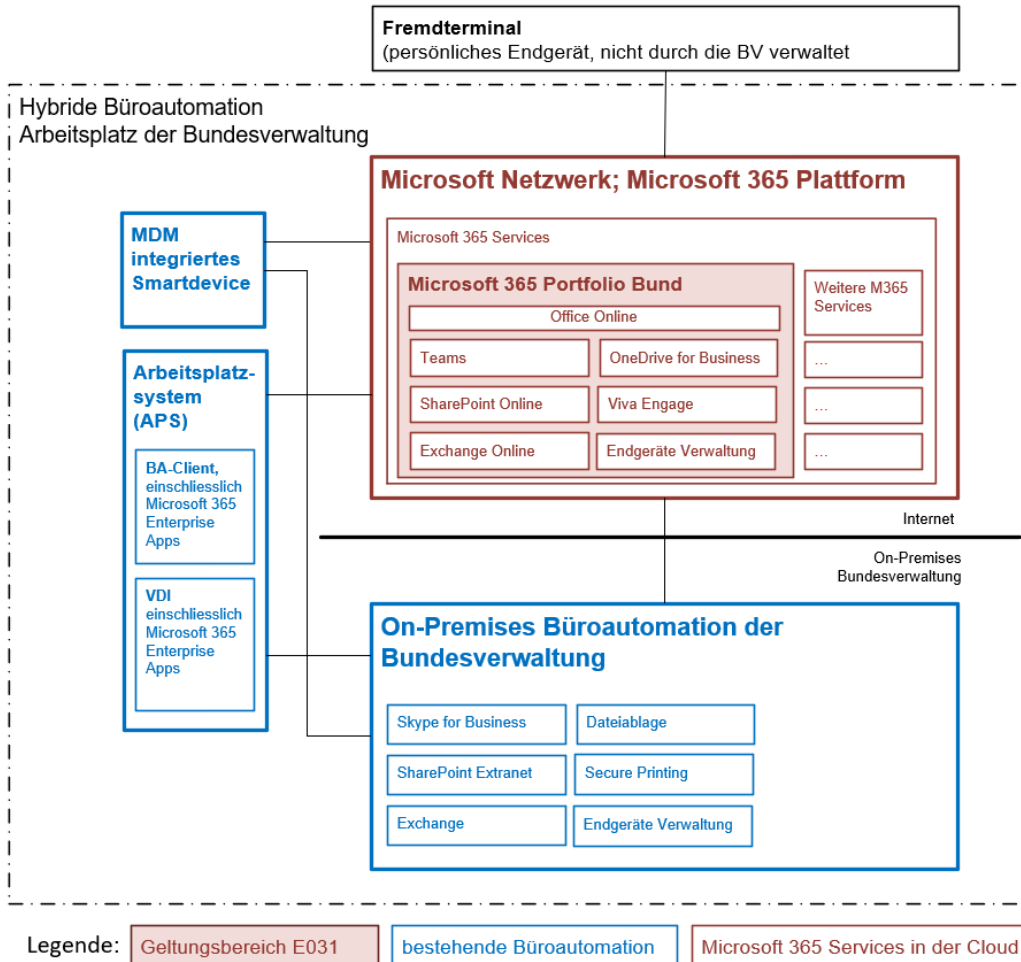 Fremdterminal
(persönliches Endgerät, nicht durch die BV verwaltet
Hybride Büroautomation
Arbeitsplatz der Bundesverwaltung
Microsoft Netzwerk; Microsoft 365 Plattform
MDM
integriertes
Smartdevice
Microsoft 365 Services
Microsoft 365 Portfolio Bund
Office Online
Teams
OneDrive for Business
SharePoint Online
Viva Engage
Exchange Online
Endgeräte Verwaltung
Weitere M365
Services
...
...
...
Arbeitsplatz-
system
(APS)
BA-Client,
einschliesslich
Microsoft 365
Enterprise
Apps
VDI
einschliesslich
Microsoft 365
Enterprise
Apps
Internet
On-Premises
Bundesverwaltung
On-Premises Büroautomation der
Bundesverwaltung
Skype for Business
Dateiablage
SharePoint Extranet
Secure Printing
Exchange
Endgeräte Verwaltung
Legende:
Geltungsbereich E031
bestehende Büroautomation
Microsoft 365 Services in der Cloud